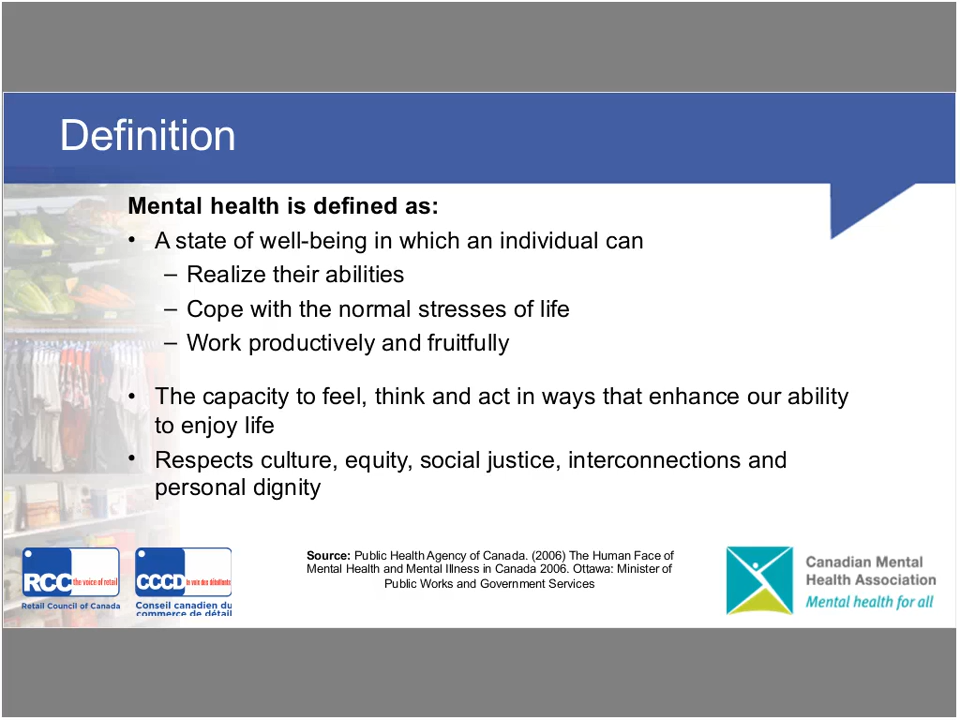 Definition
Mental health is defined as:
• A state of well-being in which an individual can
– Realize their abilities
– Cope with the normal stresses of life
– Work productively and fruitfully
• The capacity to feel, think and act in ways that enhance our ability
to enjoy life
• Respects culture, equity, social justice, interconnections and
personal dignity
RCC the voice of retail
Retail Council of Canada
CCCD la voix des détaillants
Conseil canadien du
commerce de détail
Source: Public Health Agency of Canada. (2006) The Human Face of
Mental Health and Mental Illness in Canada 2006. Ottawa: Minister of
Public Works and Government Services
Canadian Mental
Health Association
Mental health for all